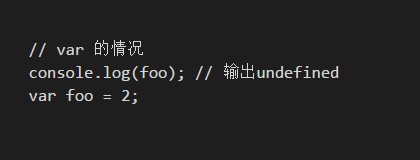 // var 的情况
console.log(foo); // 输出undefined
var foo = 2;